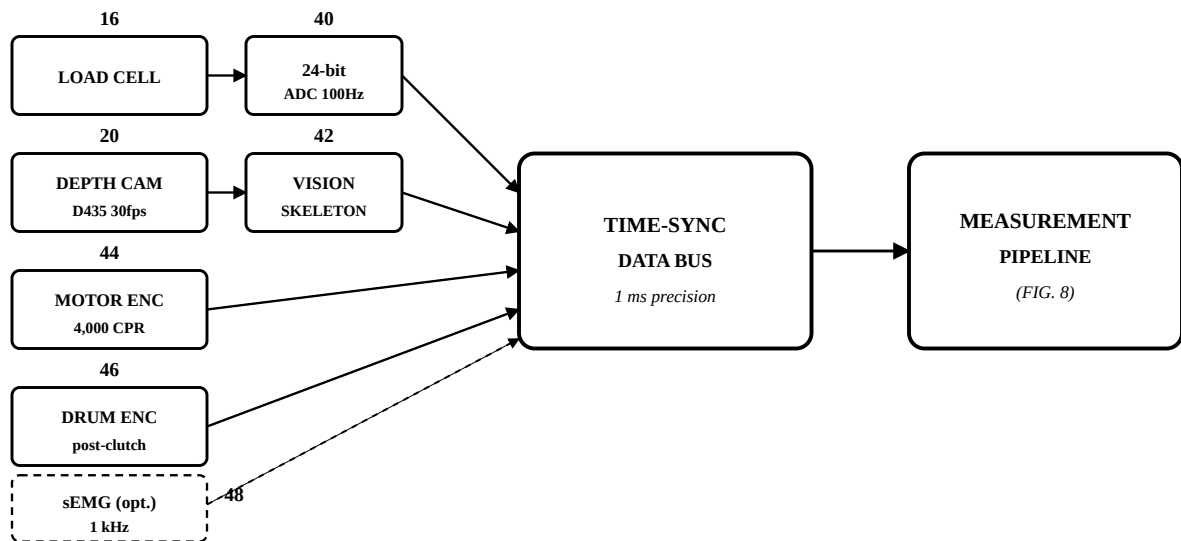 16
LOAD CELL
40
24-bit
ADC 100Hz
20
DEPTH CAM
D435 30fps
42
VISION
SKELETON
44
MOTOR ENC
4,000 CPR
46
DRUM ENC
post-clutch
sEMG (opt.)
1 kHz
48
TIME-SYNC
DATA BUS
1 ms precision
MEASUREMENT
PIPELINE
(FIG. 8)